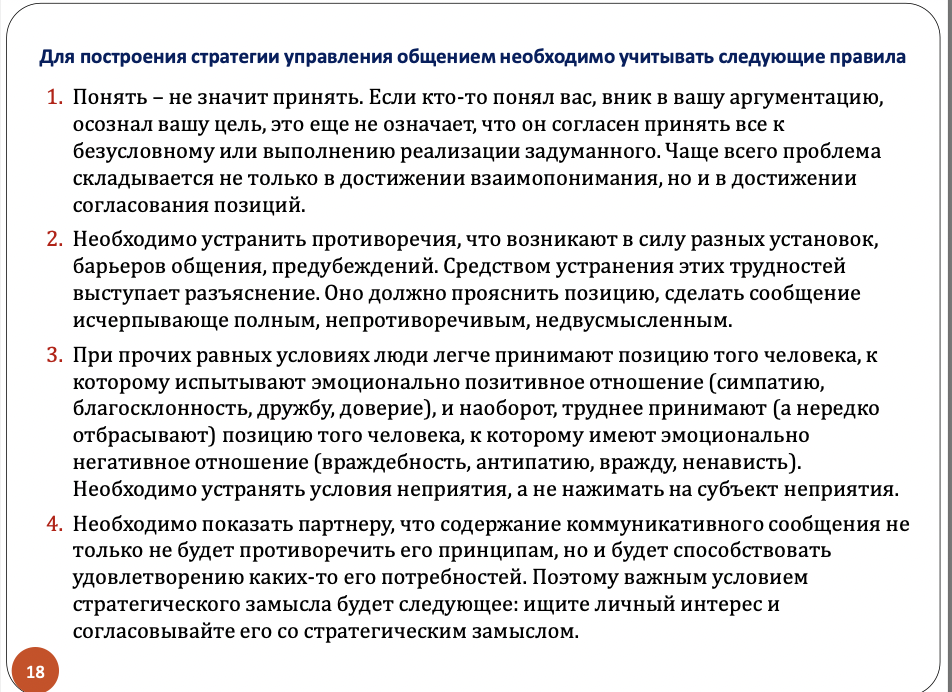 Для построения стратегии управления общением необходимо учитывать следующие правила
1. Понять – не значит принять. Если кто-то понял вас, вник в вашу аргументацию,
осознал вашу цель, это еще не означает, что он согласен принять все к
безусловному или выполнению реализации задуманного. Чаще всего проблема
складывается не только в достижении взаимопонимания, но и в достижении
согласования позиций.
2. Необходимо устранить противоречия, что возникают в силу разных установок,
барьеров общения, предубеждений. Средством устранения этих трудностей
выступает разъяснение. Оно должно прояснить позицию, сделать сообщение
исчерпывающе полным, непротиворечивым, недвусмысленным.
3. При прочих равных условиях люди легче принимают позицию того человека, к
которому испытывают эмоционально позитивное отношение (симпатию,
благосклонность, дружбу, доверие), и наоборот, труднее принимают (а нередко
отбрасывают) позицию того человека, к которому имеют эмоционально
негативное отношение (враждебность, антипатию, вражду, ненависть).
Необходимо устранять условия неприятия, а не нажимать на субъект неприятия.
4. Необходимо показать партнеру, что содержание коммуникативного сообщения не
только не будет противоречить его принципам, но и будет способствовать
удовлетворению каких-то его потребностей. Поэтому важным условием
стратегического замысла будет следующее: ищите личный интерес и
согласовывайте его со стратегическим замыслом.
18